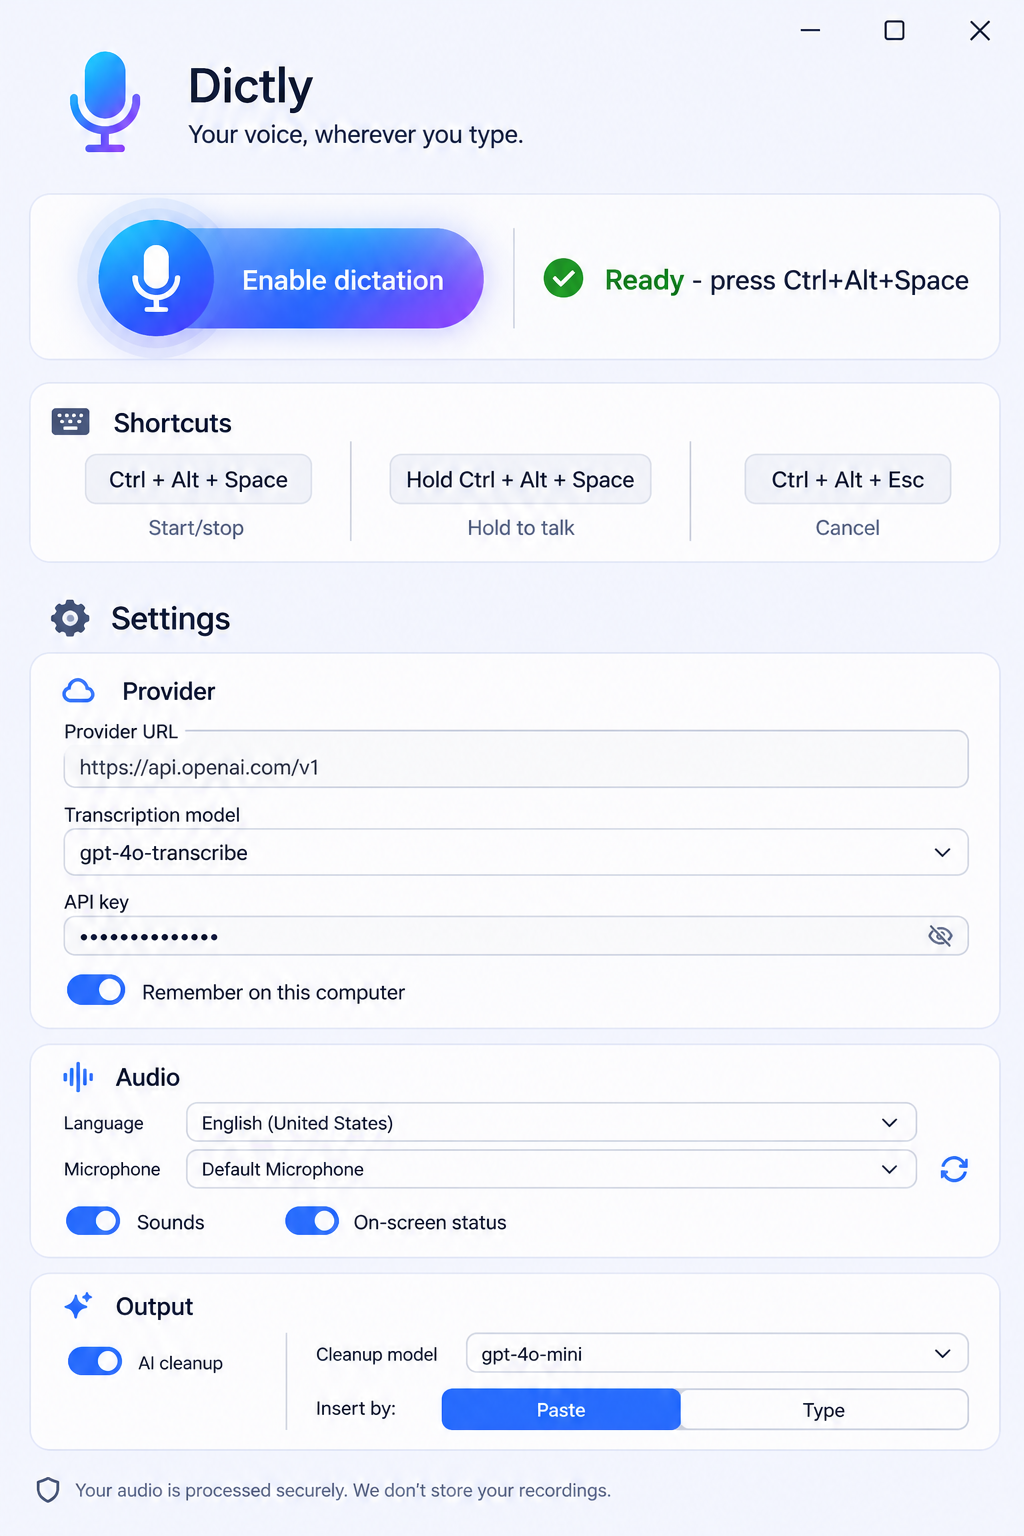 Dictly
Your voice, wherever you type.
Enable dictation
Ready - press Ctrl+Alt+Space
Shortcuts
Ctrl + Alt + Space
Start/stop
Hold Ctrl + Alt + Space
Hold to talk
Ctrl + Alt + Esc
Cancel
Settings
Provider
Provider URL
https://api.openai.com/v1
Transcription model
gpt-4o-transcribe
API key
••••••••••••••
Remember on this computer
Audio
Language
English (United States)
Microphone
Default Microphone
Sounds
On-screen status
Output
AI cleanup
Cleanup model
gpt-4o-mini
Insert by:
Paste
Type
Your audio is processed securely. We don't store your recordings.